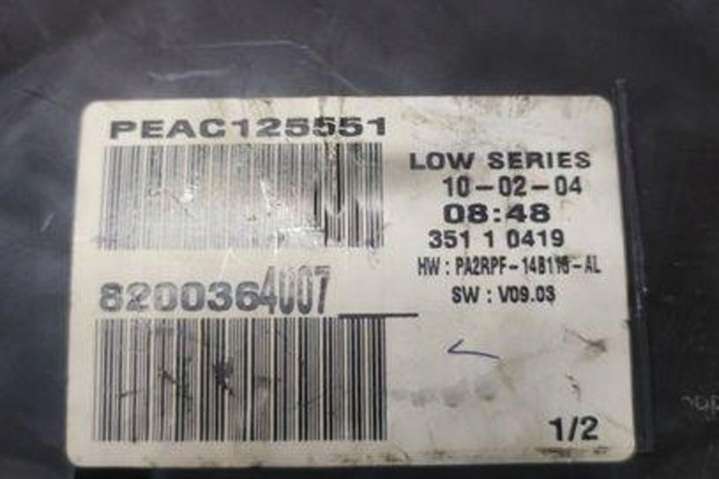 PEAC125551
LOW SERIES
10-02-04
08:48
351 1 0419
HW : PA2RPF-14B115-AL
SW : V09.03
8200364007
1/2